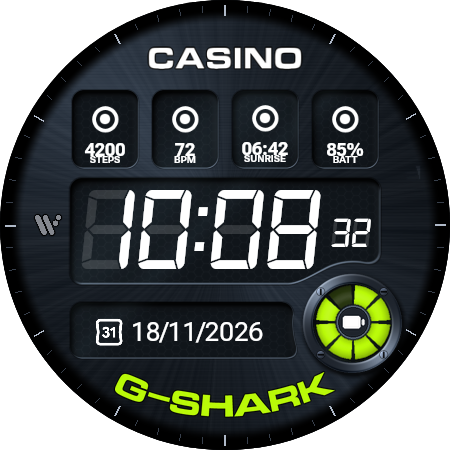 CASINO
4200 72 06:42 85%
STEPS BPM SUNRISE BATT
10:08 32
31 18/11/2026
G-SHARK